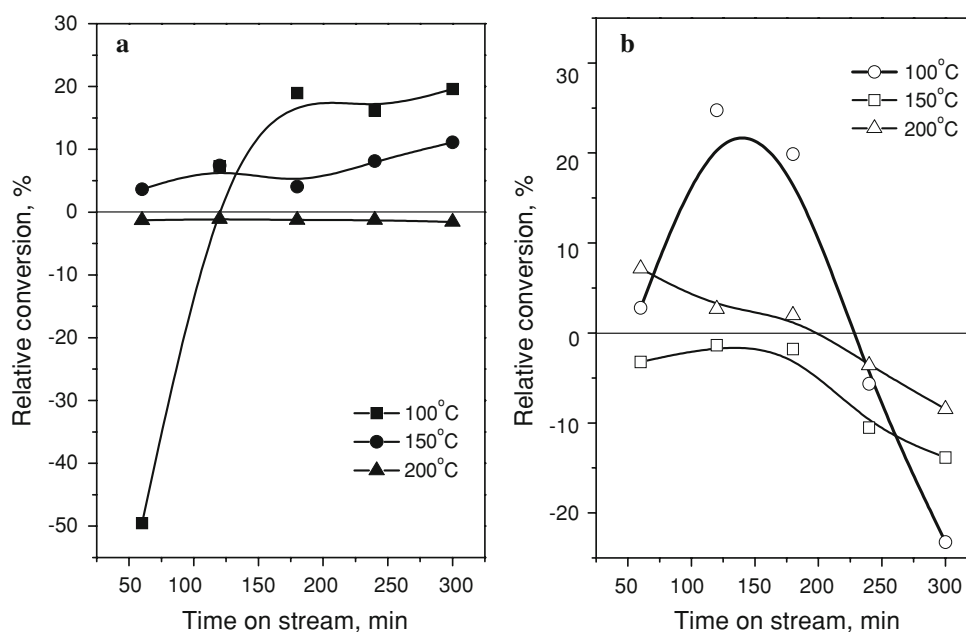 a
30
20
10
0
-10
-20
-30
-40
-50
Relative conversion, %
100°C
150°C
200°C
50 100 150 200 250 300
Time on stream, min
b
30
20
10
0
-10
-20
Relative conversion, %
100°C
150°C
200°C
50 100 150 200 250 300
Time on stream, min